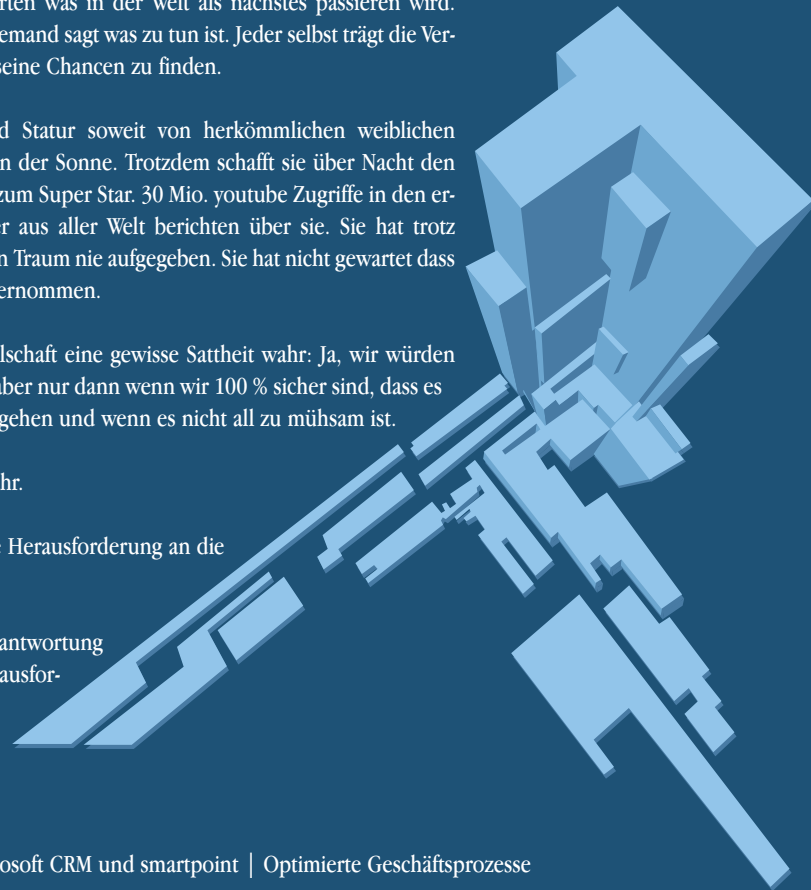 was in der Welt als nächstes passieren wird.
emand sagt was zu tun ist. Jeder selbst trägt die Ver-
seine Chancen zu finden.
Statur soweit von herkömmlichen weiblichen
der Sonne. Trotzdem schafft sie über Nacht den
zum Super Star. 30 Mio. youtube Zugriffe in den er-
aus aller Welt berichten über sie. Sie hat trotz
Traum nie aufgegeben. Sie hat nicht gewartet dass
ernommen.
lschaft eine gewisse Sattheit wahr: Ja, wir würden
aber nur dann wenn wir 100 % sicher sind, dass es
gehen und wenn es nicht all zu mühsam ist.
hr.
Herausforderung an die
antwortung
ausfor-
osoft CRM und smartpoint | Optimierte Geschäftsprozesse